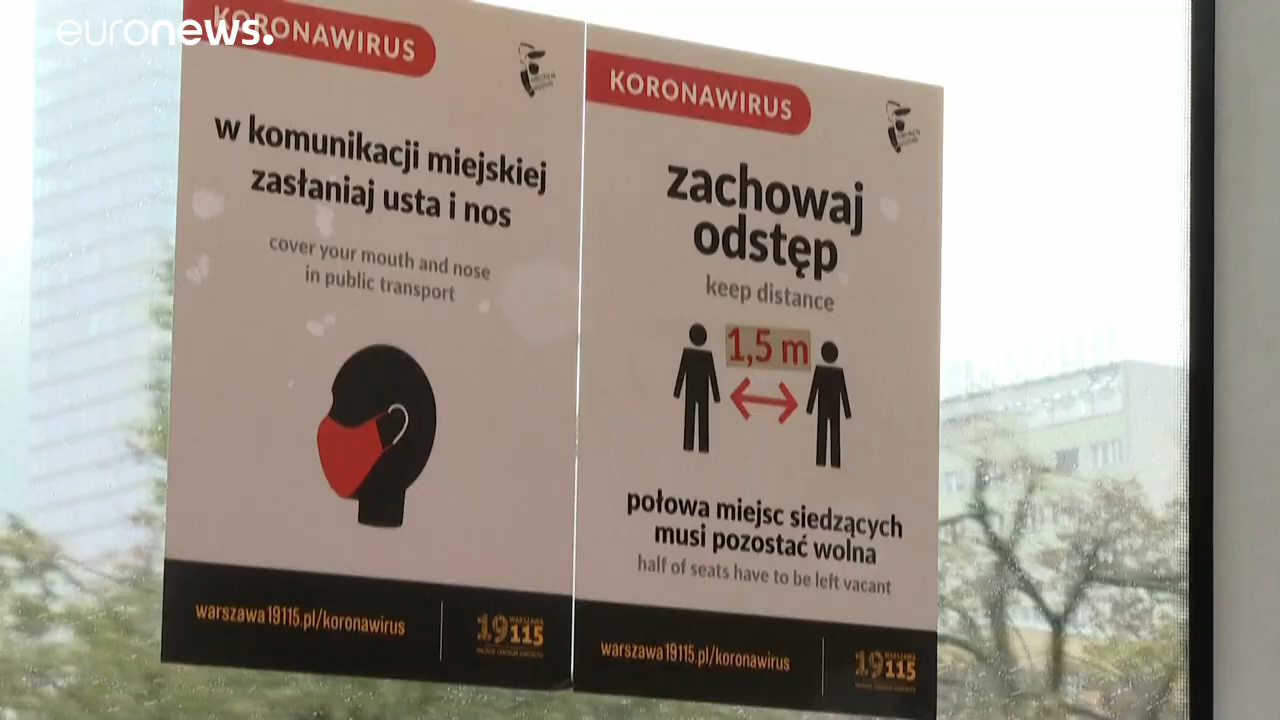 euronews.
KORONAWIRUS
w komunikacji miejskiej
zasłaniaj usta i nos
cover your mouth and nose
in public transport
warszawa19115.pl/koronawirus
19115
WARSZAWA
KORONAWIRUS
zachowaj
odstęp
keep distance
1,5 m
połowa miejsc siedzących
musi pozostać wolna
half of seats have to be left vacant
warszawa19115.pl/koronawirus
19115
WARSZAWA